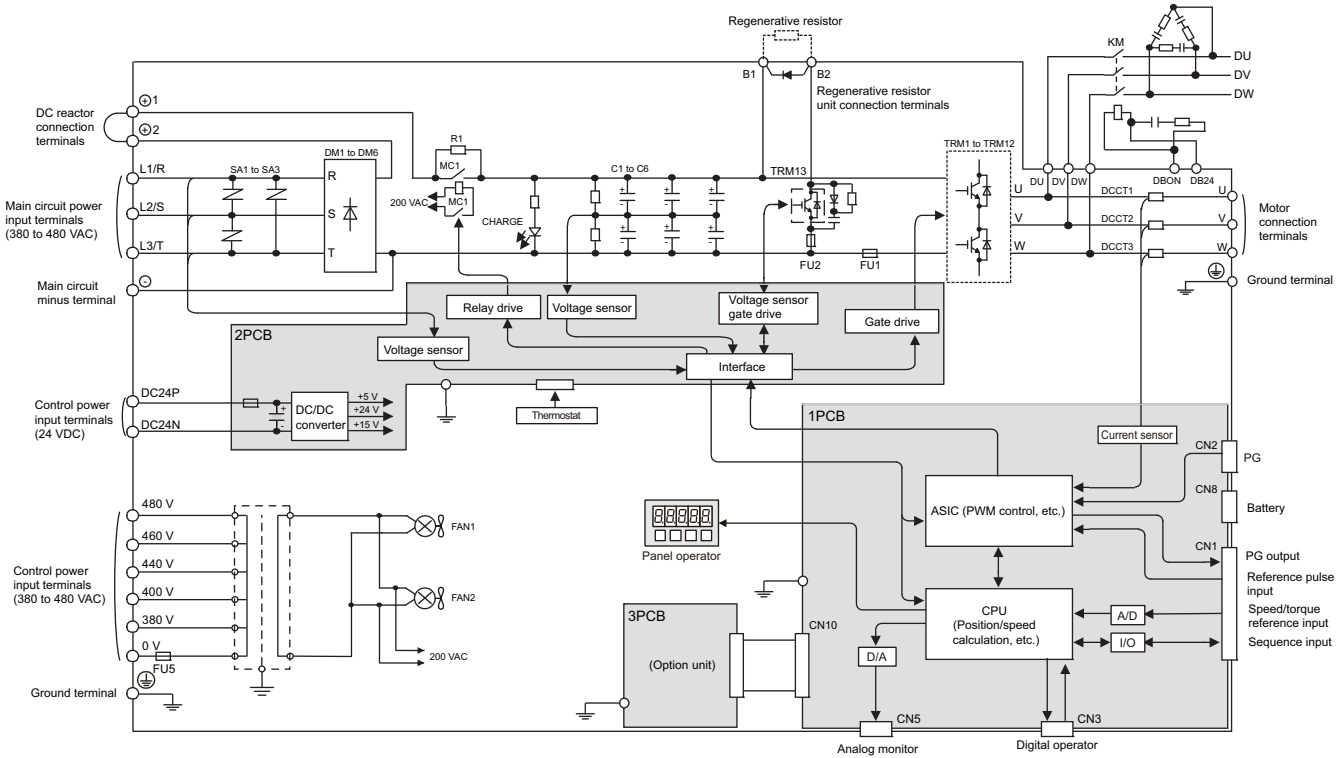 Regenerative resistor
B1
B2
Regenerative resistor
unit connection terminals
KM
DU
DV
DW
DC reactor
connection
terminals
⊕1
⊕2
Main circuit power
input terminals
(380 to 480 VAC)
L1/R
L2/S
L3/T
SA1 to SA3
DM1 to DM6
R
S
T
R1
MC1
200 VAC
MC1
CHARGE
C1 to C6
+
-
+
-
+
-
+
-
+
-
+
-
TRM13
FU2
FU1
TRM1 to TRM12
U
V
W
DU
DV
DW
DCCT1
DCCT2
DCCT3
DBON
DB24
U
V
W
Motor
connection
terminals
Ground terminal
Main circuit
minus terminal
⊖
2PCB
Relay drive
Voltage sensor
Voltage sensor
gate drive
Gate drive
Voltage sensor
Interface
Control power
input terminals
(24 VDC)
DC24P
DC24N
+
-
DC/DC
converter
+5 V
+24 V
+15 V
Thermostat
1PCB
Current sensor
CN2
PG
CN8
Battery
CN1
PG output
Reference pulse
input
Speed/torque
reference input
Sequence input
ASIC (PWM control, etc.)
CPU
(Position/speed
calculation, etc.)
A/D
I/O
D/A
CN10
CN5
Analog monitor
CN3
Digital operator
88888
Panel operator
3PCB
(Option unit)
Control power
input terminals
(380 to 480 VAC)
480 V
460 V
440 V
400 V
380 V
0 V
FU5
FAN1
FAN2
200 VAC
Ground terminal